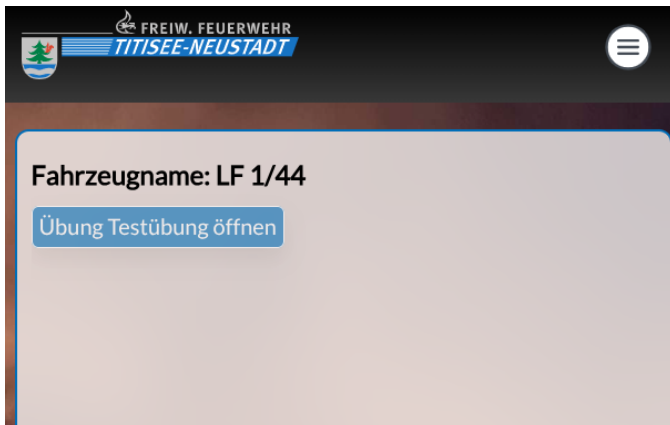 FREIW. FEUERWEHR
TITISEE-NEUSTADT
Fahrzeugname: LF 1/44
Übung Testübung öffnen